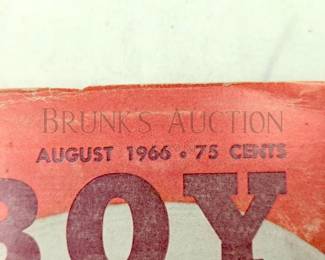 BRUNK'S AUCTION
AUGUST 1966 • 75 CENTS
BOY